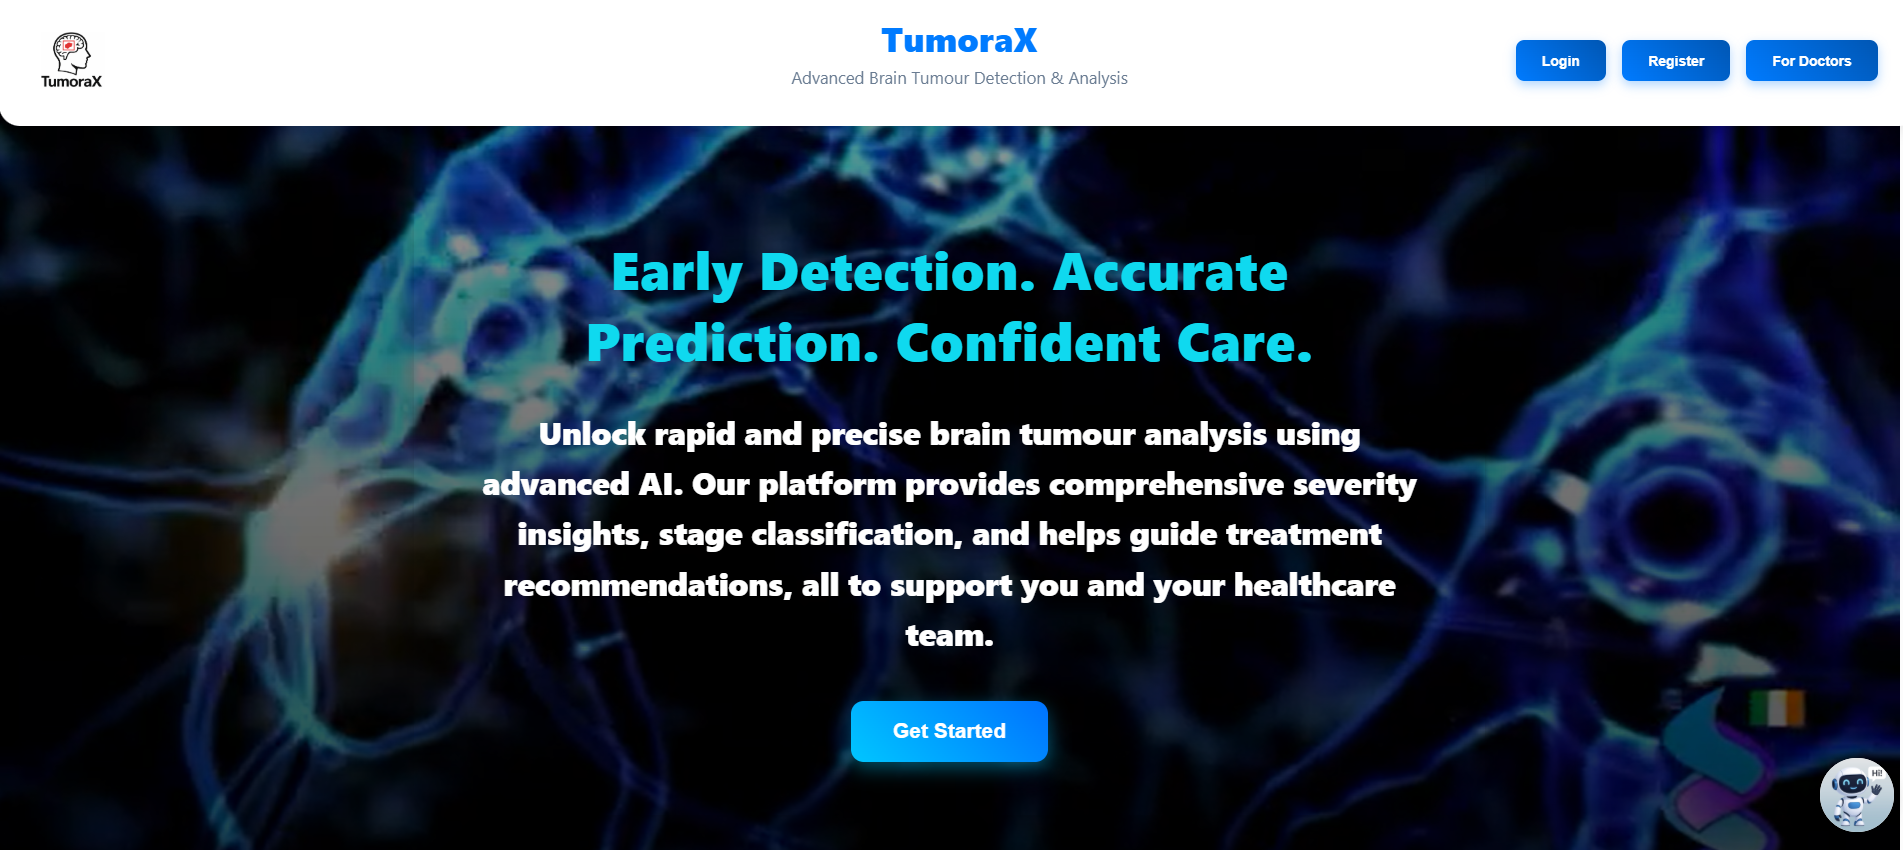 TumoraX
TumoraX
Advanced Brain Tumour Detection & Analysis
Login
Register
For Doctors
Early Detection. Accurate
Prediction. Confident Care.
Unlock rapid and precise brain tumour analysis using
advanced AI. Our platform provides comprehensive severity
insights, stage classification, and helps guide treatment
recommendations, all to support you and your healthcare
team.
Get Started
Hi!